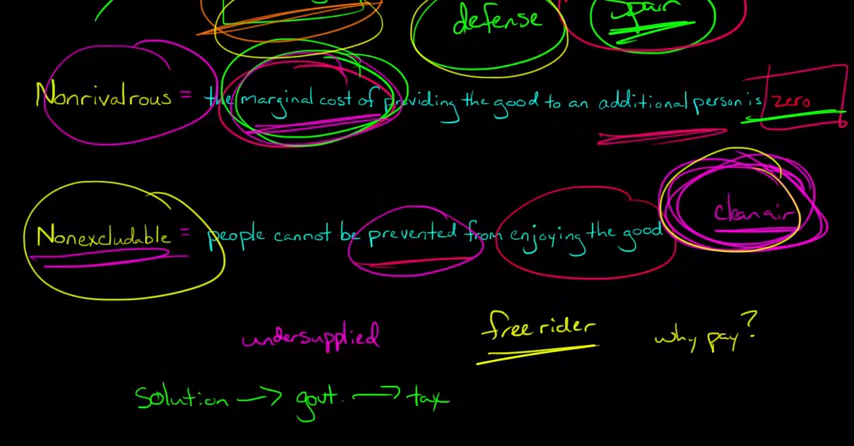 defense
Nonrivalrous = the marginal cost of providing the good to an additional person is zero
clean air
Nonexcludable = people cannot be prevented from enjoying the good
undersupplied free rider why pay?
Solution → govt. → tax